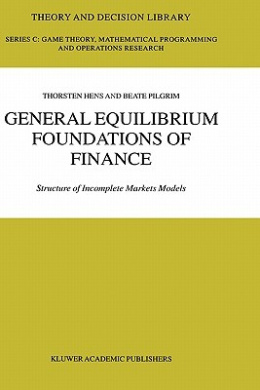 THEORY AND DECISION LIBRARY
SERIES C: GAME THEORY, MATHEMATICAL PROGRAMMING
AND OPERATIONS RESEARCH
THORSTEN HENS AND BEATE PILGRIM
GENERAL EQUILIBRIUM
FOUNDATIONS OF
FINANCE
Structure of Incomplete Markets Models
KLUWER ACADEMIC PUBLISHERS